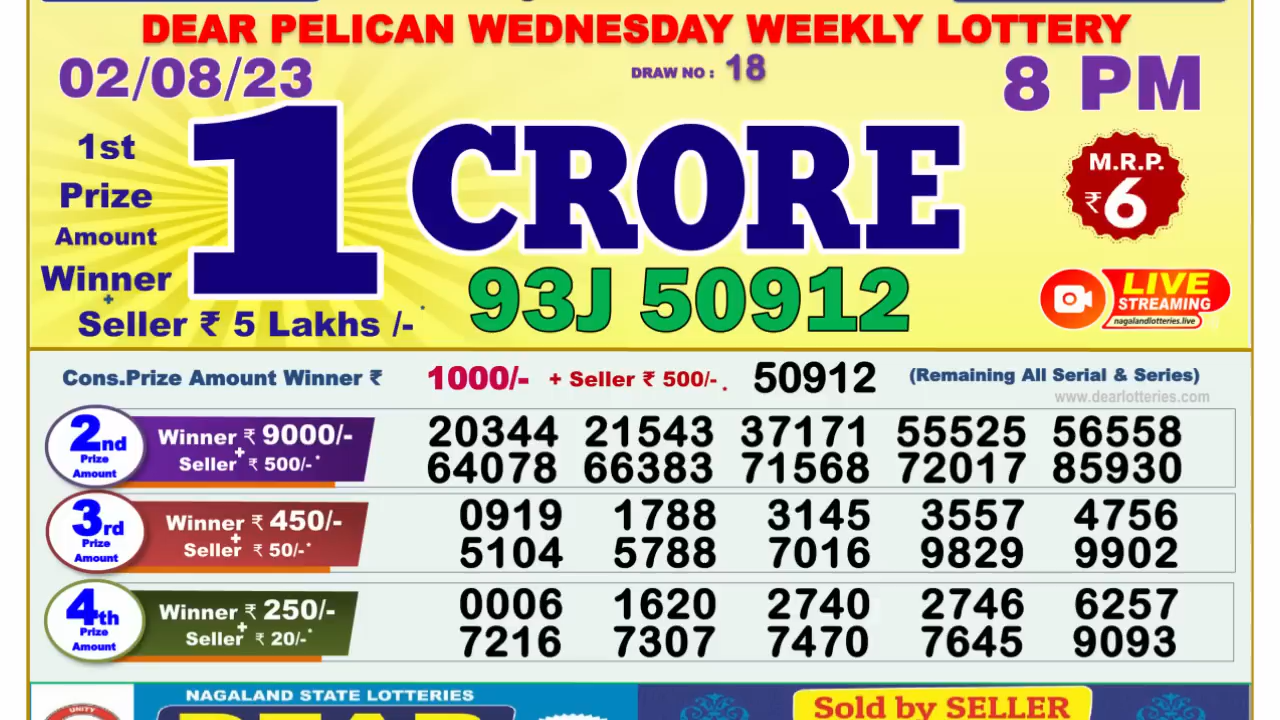 DEAR PELICAN WEDNESDAY WEEKLY LOTTERY
02/08/23
DRAW NO : 18
8 PM
1st
Prize
Amount
Winner
+
Seller ₹ 5 Lakhs /-
1 CRORE
93J 50912
M.R.P.
₹ 6
LIVE
STREAMING
nagalandlotteries.live
Cons.Prize Amount Winner ₹ 1000/- + Seller ₹ 500/- . 50912 (Remaining All Serial & Series)
www.dearlotteries.com
2nd
Prize
Amount
Winner ₹ 9000/-
+
Seller ₹ 500/-*
20344 21543 37171 55525 56558
64078 66383 71568 72017 85930
3rd
Prize
Amount
Winner ₹ 450/-
+
Seller ₹ 50/-*
0919 1788 3145 3557 4756
5104 5788 7016 9829 9902
4th
Prize
Amount
Winner ₹ 250/-
+
Seller ₹ 20/-*
0006 1620 2740 2746 6257
7216 7307 7470 7645 9093
UNITY
NAGALAND STATE LOTTERIES
DEAR
Sold by SELLER